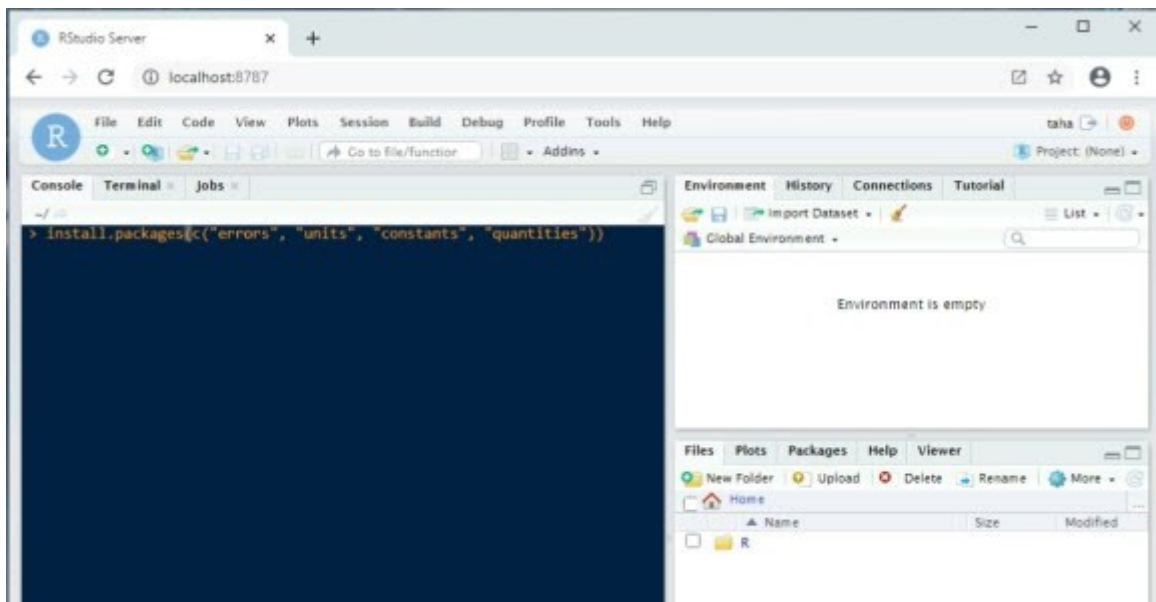 RStudio Server
localhost:8787
R
File Edit Code View Plots Session Build Debug Profile Tools Help
taha
Go to file/function
Addins
Project: (None)
Console Terminal Jobs
~/
> install.packages(c("errors", "units", "constants", "quantities"))
Environment History Connections Tutorial
Import Dataset
List
Global Environment
Environment is empty
Files Plots Packages Help Viewer
New Folder Upload Delete Rename More
Home
Name Size Modified
R